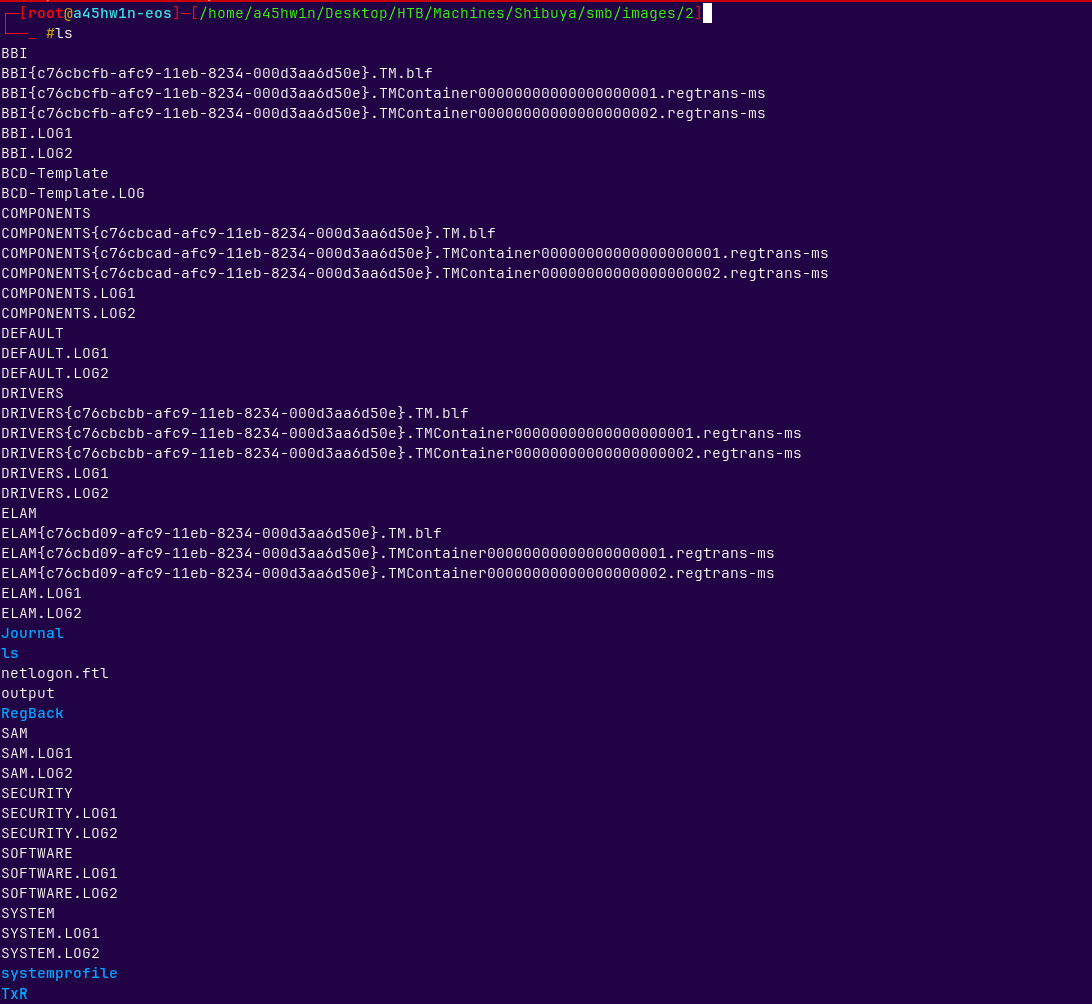 ┌─[root@a45hw1n-eos]─[/home/a45hw1n/Desktop/HTB/Machines/Shibuya/smb/images/2]
└──_ #ls
BBI
BBI{c76cbcfb-afc9-11eb-8234-000d3aa6d50e}.TM.blf
BBI{c76cbcfb-afc9-11eb-8234-000d3aa6d50e}.TMContainer00000000000000000001.regtrans-ms
BBI{c76cbcfb-afc9-11eb-8234-000d3aa6d50e}.TMContainer00000000000000000002.regtrans-ms
BBI.LOG1
BBI.LOG2
BCD-Template
BCD-Template.LOG
COMPONENTS
COMPONENTS{c76cbcad-afc9-11eb-8234-000d3aa6d50e}.TM.blf
COMPONENTS{c76cbcad-afc9-11eb-8234-000d3aa6d50e}.TMContainer00000000000000000001.regtrans-ms
COMPONENTS{c76cbcad-afc9-11eb-8234-000d3aa6d50e}.TMContainer00000000000000000002.regtrans-ms
COMPONENTS.LOG1
COMPONENTS.LOG2
DEFAULT
DEFAULT.LOG1
DEFAULT.LOG2
DRIVERS
DRIVERS{c76cbcbb-afc9-11eb-8234-000d3aa6d50e}.TM.blf
DRIVERS{c76cbcbb-afc9-11eb-8234-000d3aa6d50e}.TMContainer00000000000000000001.regtrans-ms
DRIVERS{c76cbcbb-afc9-11eb-8234-000d3aa6d50e}.TMContainer00000000000000000002.regtrans-ms
DRIVERS.LOG1
DRIVERS.LOG2
ELAM
ELAM{c76cbd09-afc9-11eb-8234-000d3aa6d50e}.TM.blf
ELAM{c76cbd09-afc9-11eb-8234-000d3aa6d50e}.TMContainer00000000000000000001.regtrans-ms
ELAM{c76cbd09-afc9-11eb-8234-000d3aa6d50e}.TMContainer00000000000000000002.regtrans-ms
ELAM.LOG1
ELAM.LOG2
Journal
ls
netlogon.ftl
output
RegBack
SAM
SAM.LOG1
SAM.LOG2
SECURITY
SECURITY.LOG1
SECURITY.LOG2
SOFTWARE
SOFTWARE.LOG1
SOFTWARE.LOG2
SYSTEM
SYSTEM.LOG1
SYSTEM.LOG2
systemprofile
TxR